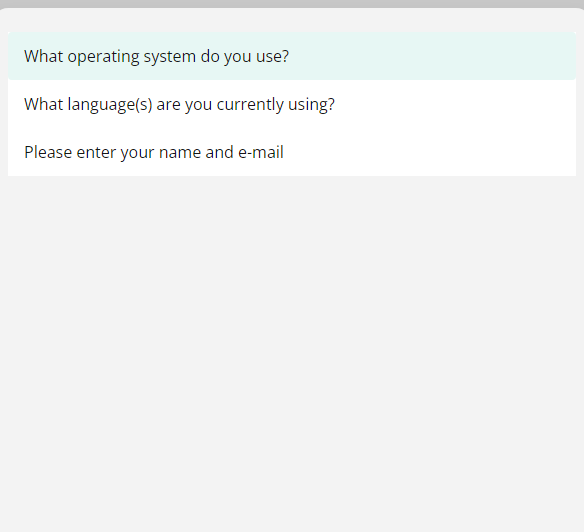 What operating system do you use?
What language(s) are you currently using?
Please enter your name and e-mail